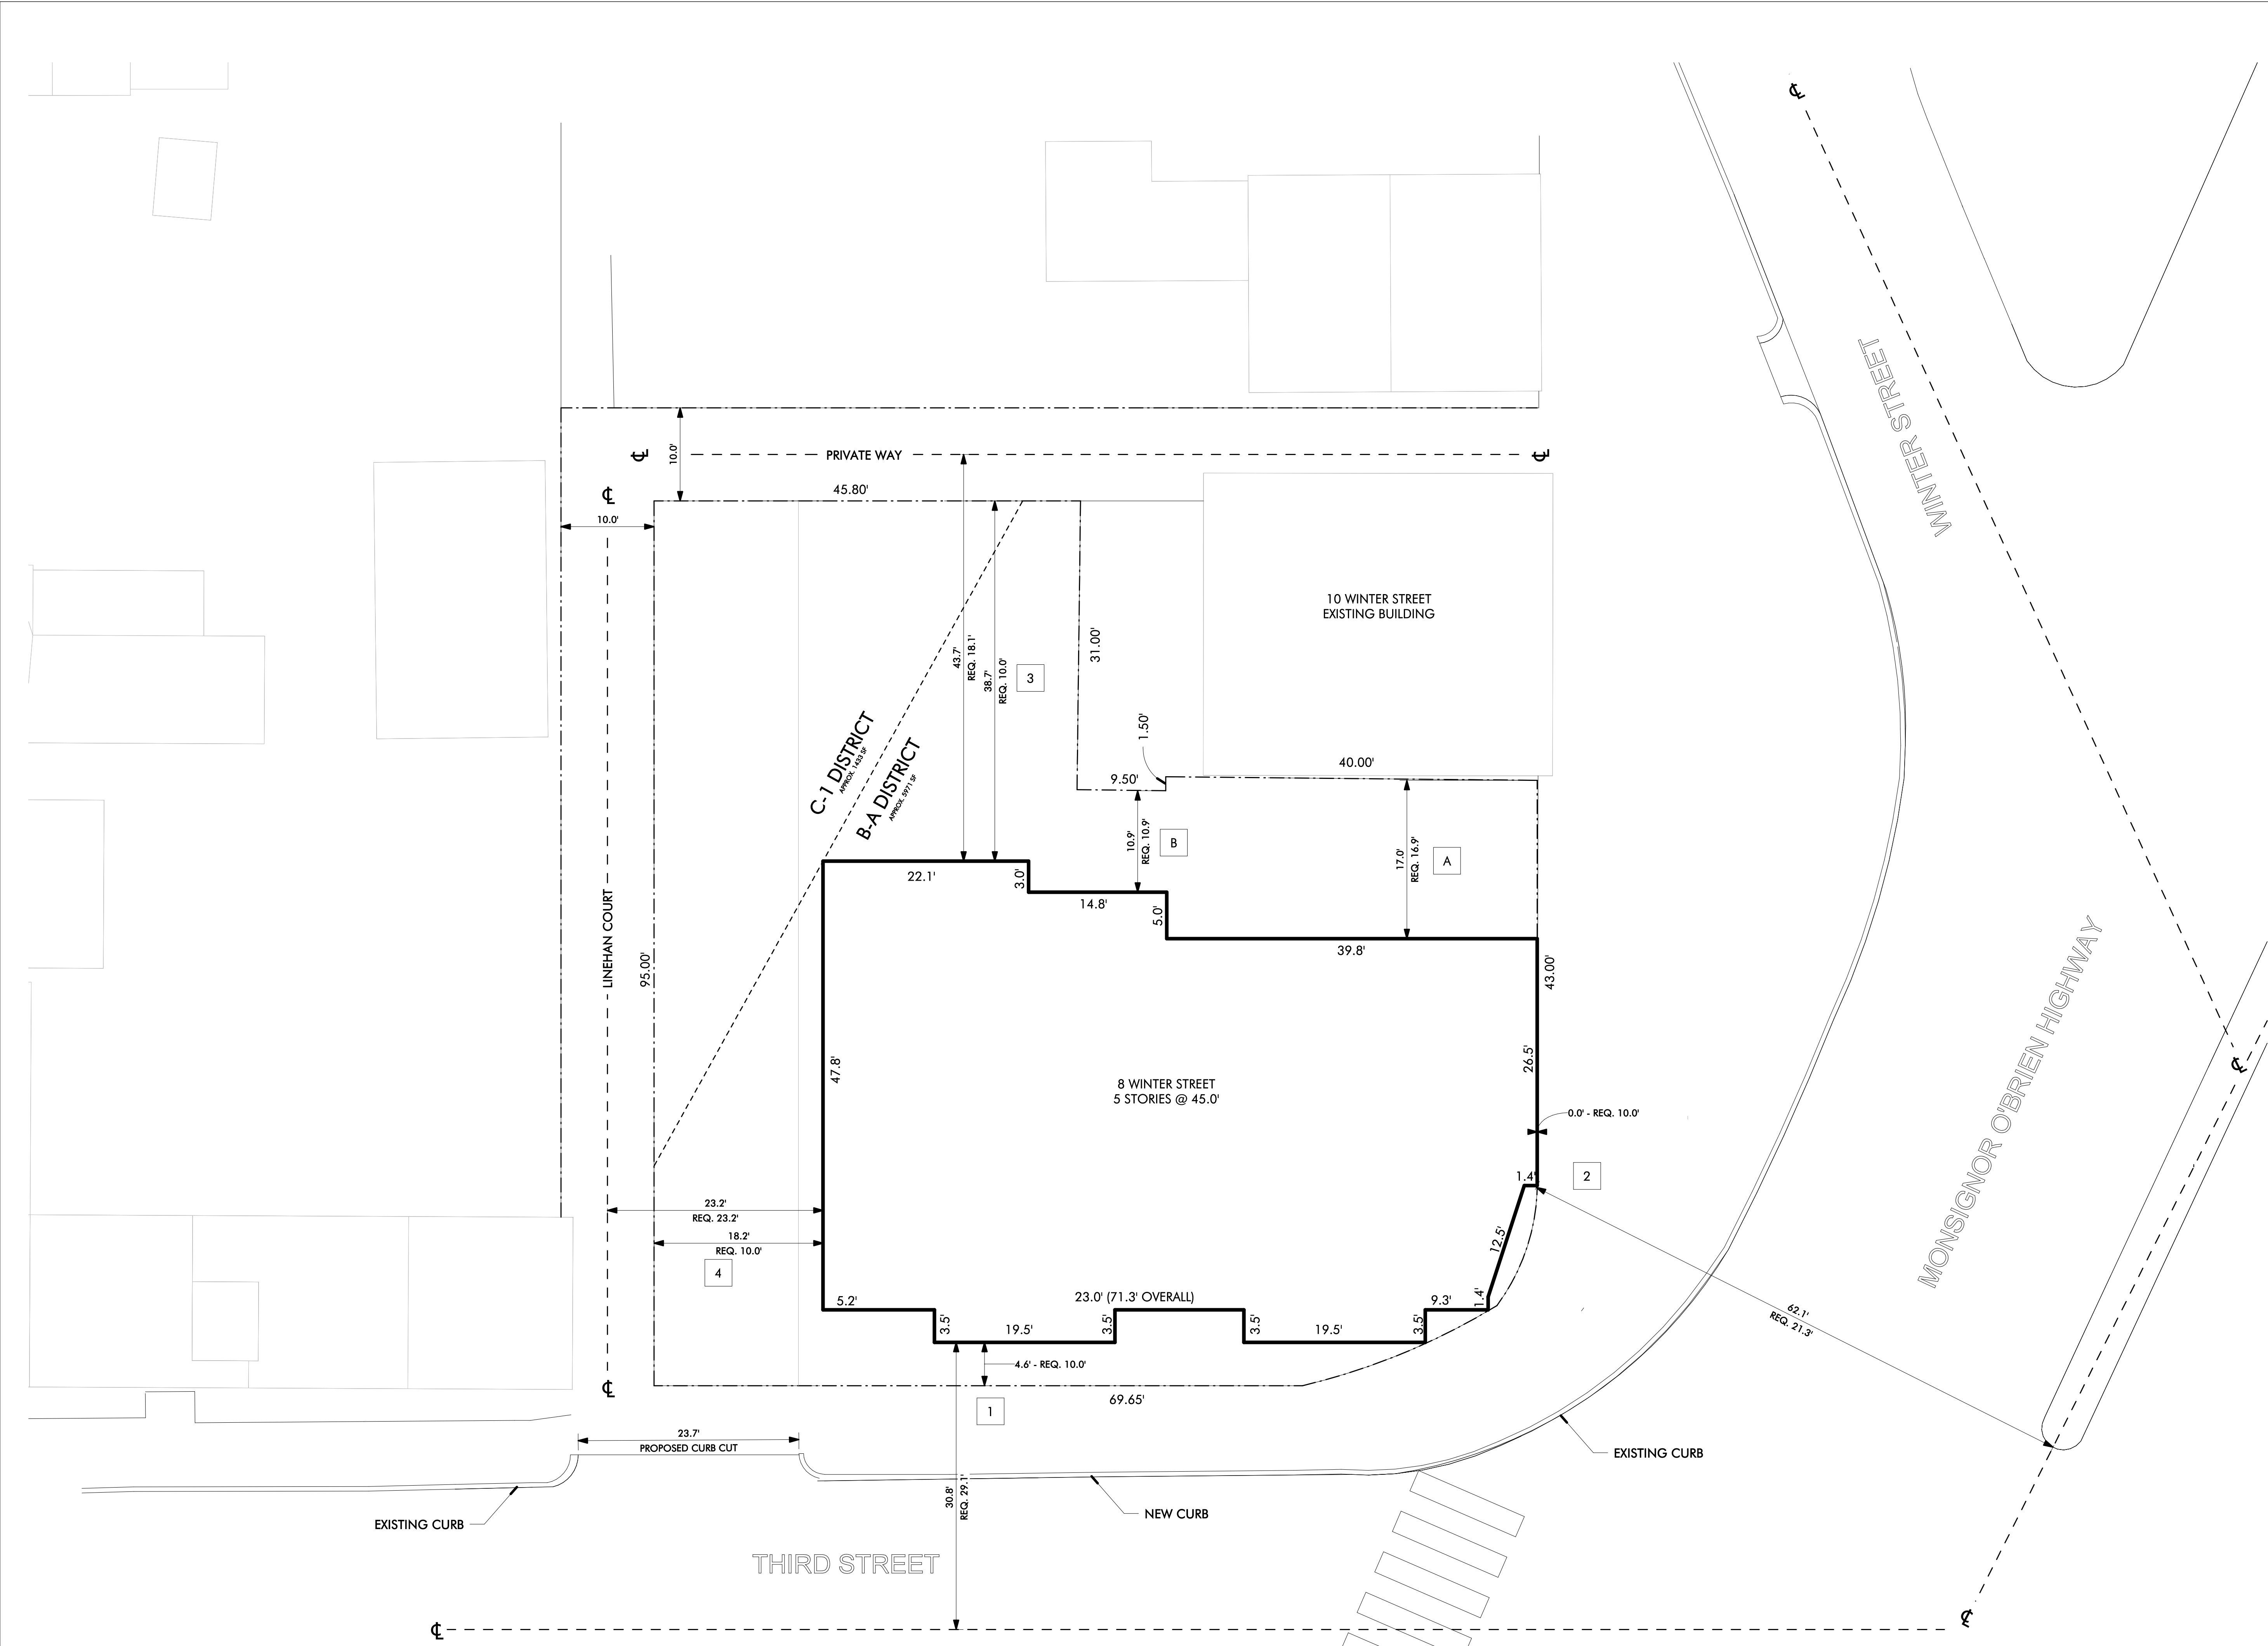 ℄
WINTER STREET
10.0'
℄
PRIVATE WAY
℄
45.80'
℄
10.0'
43.7'
REQ. 18.1'
38.7'
REQ. 10.0'
3
31.00'
10 WINTER STREET
EXISTING BUILDING
C-1 DISTRICT
APPROX. 1433 SF
B-A DISTRICT
APPROX. 5971 SF
1.50'
9.50'
40.00'
10.9'
REQ. 10.9'
B
17.0'
REQ. 16.9'
A
22.1'
3.0'
14.8'
5.0'
39.8'
LINEHAN COURT
95.00'
43.00'
MONSIGNOR O'BRIEN HIGHWAY
47.8'
8 WINTER STREET
5 STORIES @ 45.0'
26.5'
℄
0.0' - REQ. 10.0'
1.4'
2
23.2'
REQ. 23.2'
18.2'
REQ. 10.0'
4
12.5'
5.2'
23.0' (71.3' OVERALL)
9.3'
1.4'
3.5'
19.5'
3.5'
3.5'
19.5'
3.5'
62.1'
REQ. 21.3'
4.6' - REQ. 10.0'
℄
1
69.65'
23.7'
PROPOSED CURB CUT
EXISTING CURB
30.8'
REQ. 29.1'
NEW CURB
EXISTING CURB
THIRD STREET
℄
℄